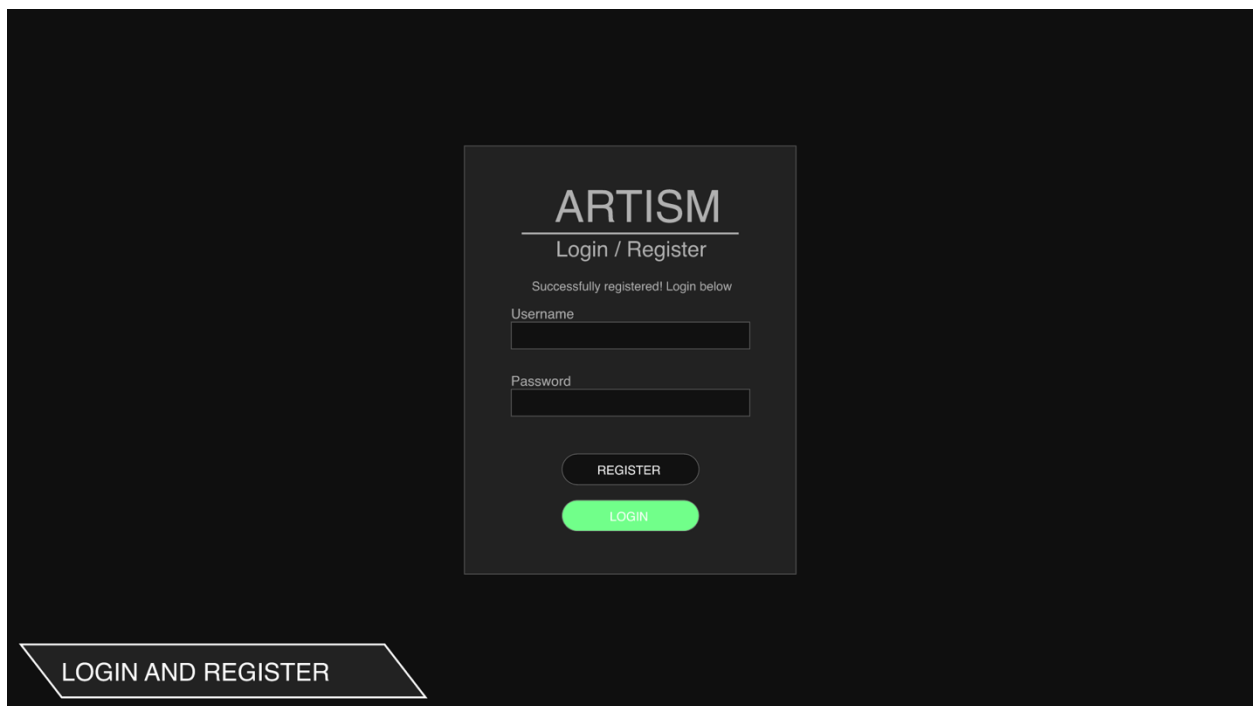 ARTISM
Login / Register
Successfully registered! Login below
Username
Password
REGISTER
LOGIN
LOGIN AND REGISTER